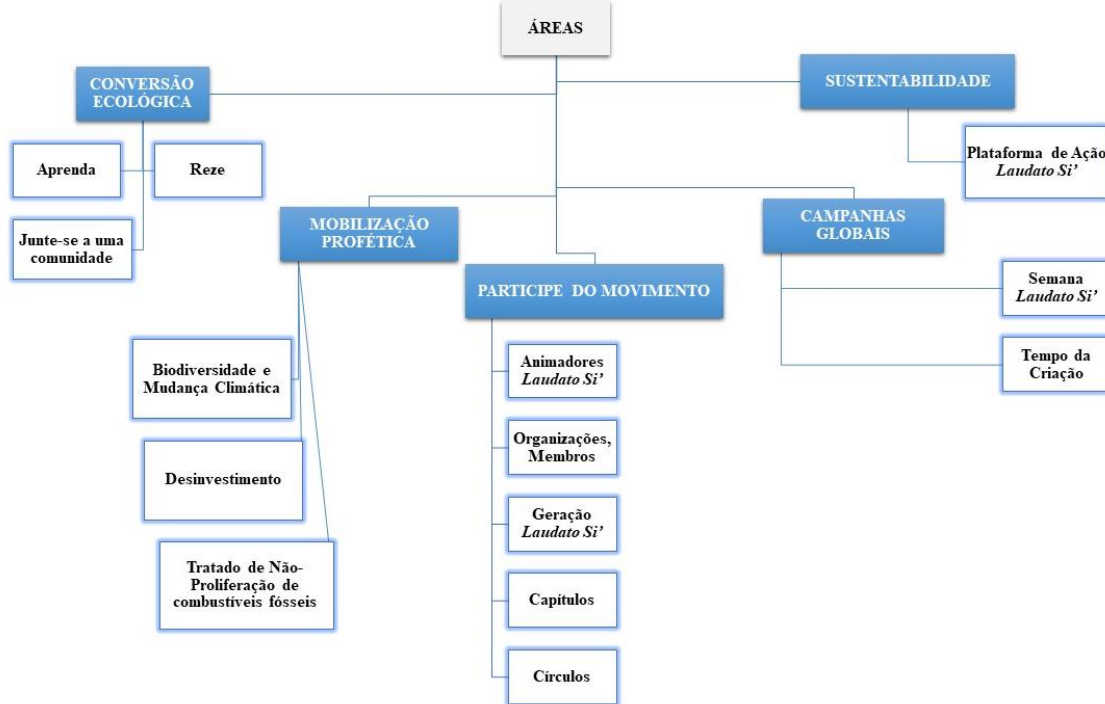 ÁREAS
CONVERSÃO
ECOLÓGICA
Aprenda
Reze
Junte-se a uma
comunidade
MOBILIZAÇÃO
PROFÉTICA
Biodiversidade e
Mudança Climática
Desinvestimento
Tratado de Não-
Proliferação de
combustíveis fósseis
PARTICIPE DO MOVIMENTO
Animadores
Laudato Si’
Organizações,
Membros
Geração
Laudato Si’
Capítulos
Círculos
CAMPANHAS
GLOBAIS
Semana
Laudato Si’
Tempo da
Criação
SUSTENTABILIDADE
Plataforma de Ação
Laudato Si’